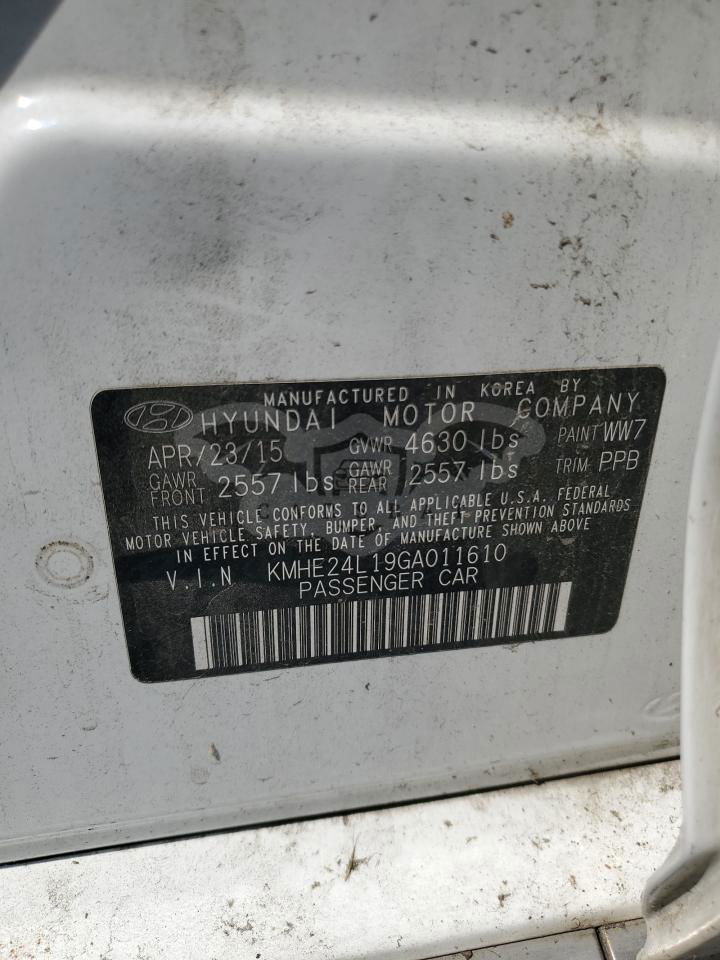 MANUFACTURED IN KOREA BY
HYUNDAI MOTOR COMPANY
APR/23/15 GVWR 4630 lbs PAINT WW7
GAWR FRONT 2557 lbs GAWR REAR 2557 lbs TRIM PPB
THIS VEHICLE CONFORMS TO ALL APPLICABLE U.S.A. FEDERAL
MOTOR VEHICLE SAFETY, BUMPER, AND THEFT PREVENTION STANDARDS
IN EFFECT ON THE DATE OF MANUFACTURE SHOWN ABOVE
V.I.N KMHE24L19GA011610
PASSENGER CAR